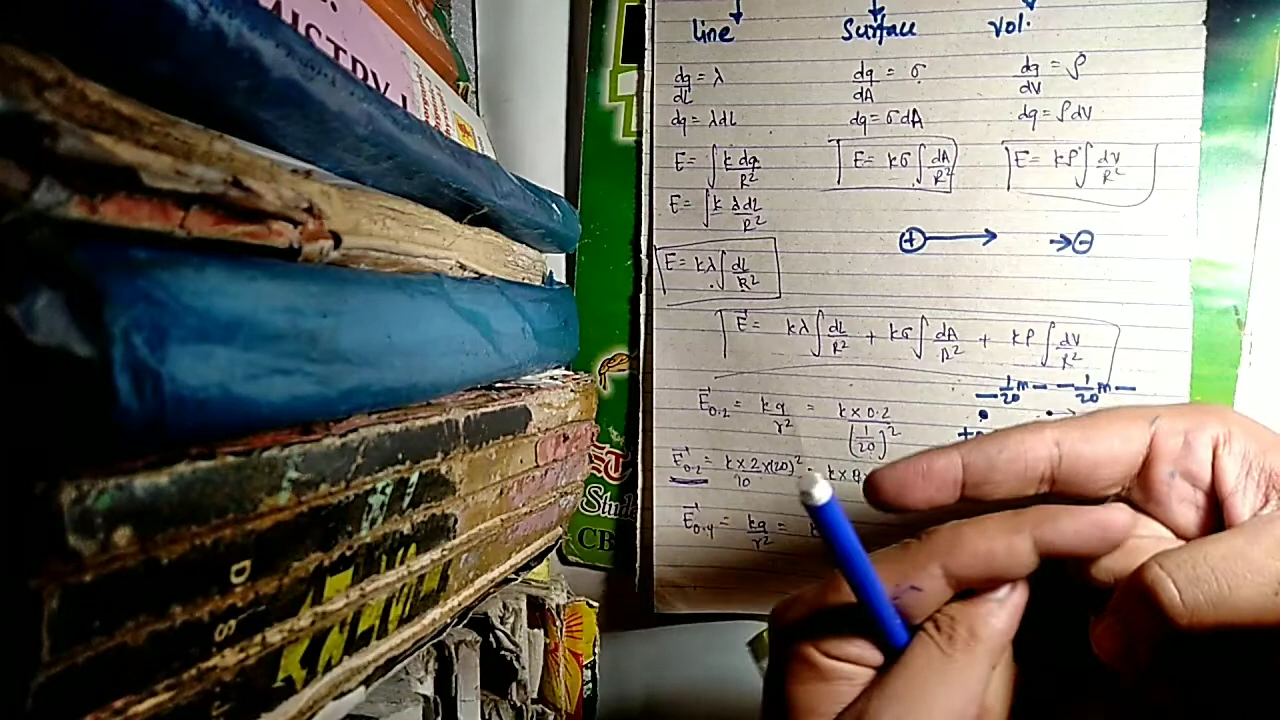 MISTRY
Line Surface Vol.
dq/dL = λ dq/dA = σ dq/dV = ρ
dq = λdL dq = σdA dq = ρdV
E = ∫ k dq/R² E = kσ ∫ dA/R² E = kρ ∫ dV/R²
E = ∫ k λdL/R²
+ → → -
E = kλ ∫ dL/R²
E⃗ = kλ ∫ dL/R² + kσ ∫ dA/R² + kρ ∫ dV/R²
1/20 m 1/20 m
E⃗0.2 = kq/r² = k × 0.2/(1/20)²
E⃗0.2 = k × 2 × (20)²/10
E⃗0.4 = kq/r² =
CB